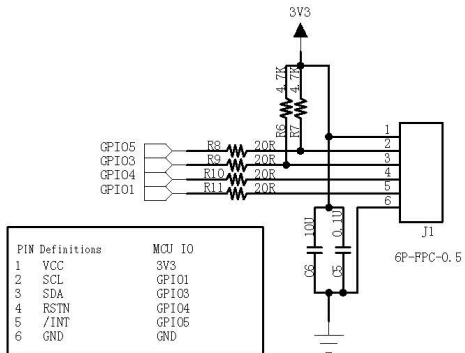 3V3
4.7K 4.7K
R6 R7
GPIO5 R8 20R
GPIO3 R9 20R
GPIO4 R10 20R
GPIO1 R11 20R
1
2
3
4
5
6
J1
6P-FPC-0.5
10U 0.1U
C6 C5
PIN Definitions MCU IO
1 VCC 3V3
2 SCL GPIO1
3 SDA GPIO3
4 RSTN GPIO4
5 /INT GPIO5
6 GND GND